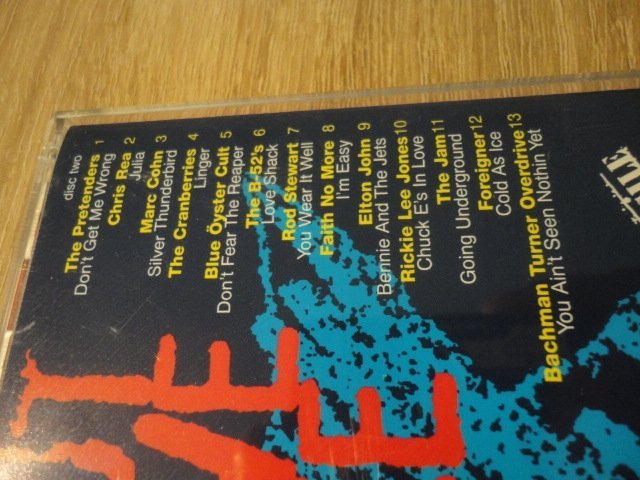 disc two
The Pretenders 1
Don't Get Me Wrong
Chris Rea 2
Julia
Marc Cohn 3
Silver Thunderbird
The Cranberries 4
Linger
Blue Öyster Cult 5
Don't Fear The Reaper
The B-52's 6
Love Shack
Rod Stewart 7
You Wear It Well
Faith No More 8
I'm Easy
Elton John 9
Bennie And The Jets
Rickie Lee Jones 10
Chuck E's In Love
The Jam 11
Going Underground
Foreigner 12
Cold As Ice
Bachman Turner Overdrive 13
You Ain't Seen Nothin Yet